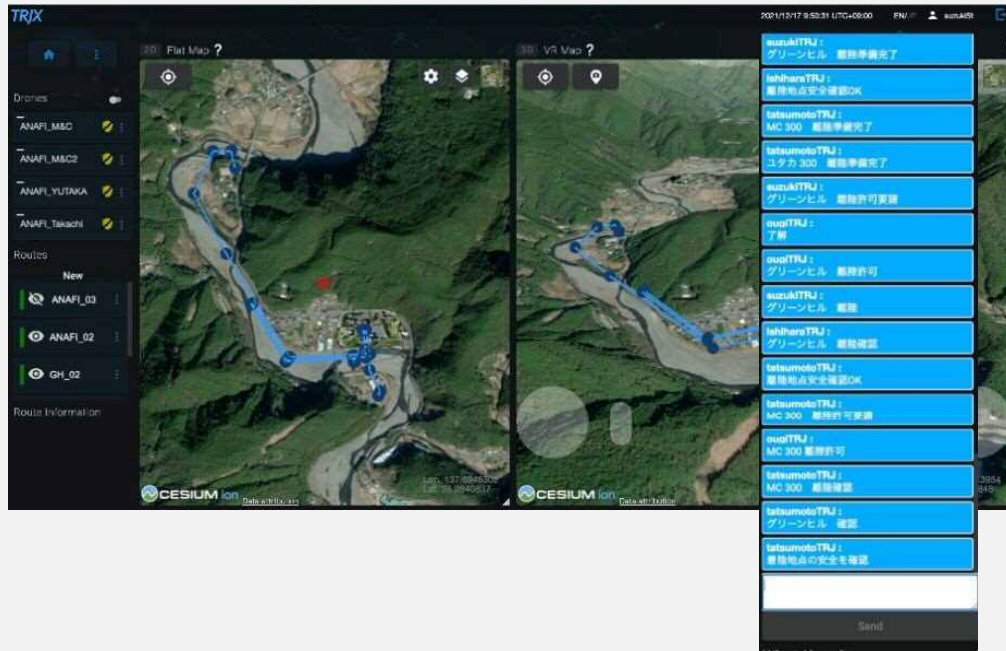 TRJX
2021/12/17 9:50:31 UTC+09:00
EN/
2D Flat Map ?
3D VR Map ?
Drones
ANAFI_M&C
ANAFI_M&C2
ANAFI_YUTAKA
ANAFI_Takachi
Routes
New
ANAFI_03
ANAFI_02
GH_02
Route Information
CESIUM ion
Data attribution
CESIUM ion
Data attribution
suzukiTRJ :
グリーンヒル 離陸準備完了
ishiharaTRJ :
離陸地点安全確認OK
tatsumotoTRJ :
MC 300 離陸準備完了
tatsumotoTRJ :
ユタカ 300 離陸準備完了
suzukiTRJ :
グリーンヒル 離陸許可要請
ougiTRJ :
了解
ougiTRJ :
グリーンヒル 離陸許可
suzukiTRJ :
グリーンヒル 離陸
ishiharaTRJ :
グリーンヒル 離陸確認
tatsumotoTRJ :
離陸地点安全確認OK
tatsumotoTRJ :
MC 300 離陸許可要請
ougiTRJ :
MC 300 離陸許可
tatsumotoTRJ :
MC 300 離陸確認
tatsumotoTRJ :
グリーンヒル 確認
tatsumotoTRJ :
着陸地点の安全を確認
Send